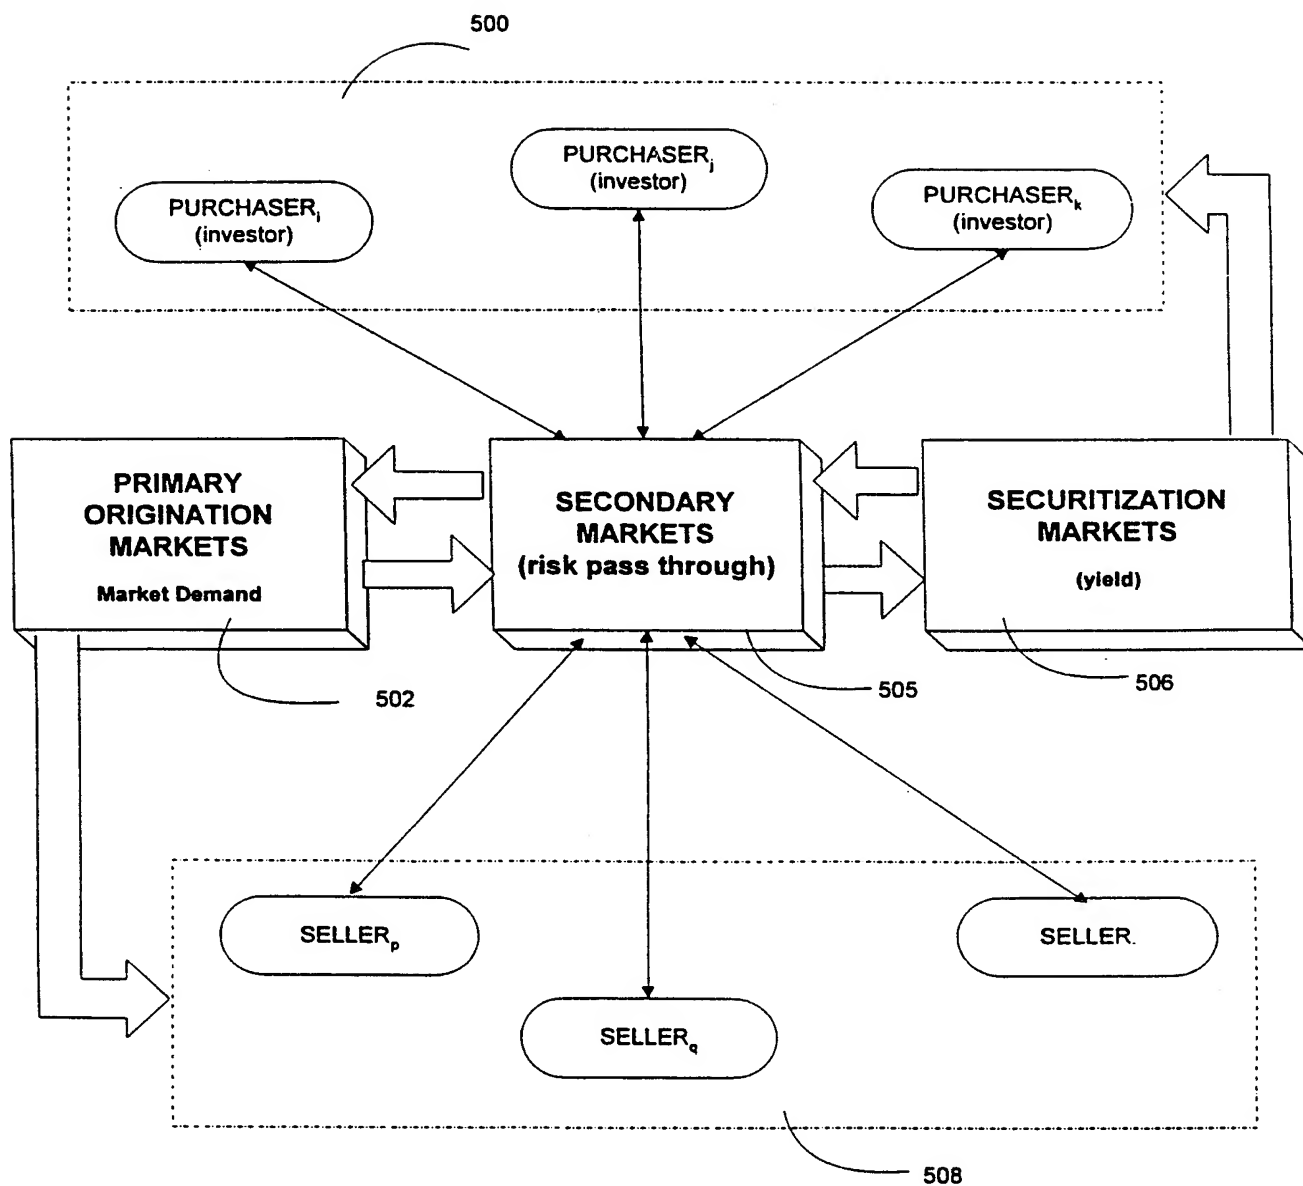 500
PURCHASERi
(investor)
PURCHASERj
(investor)
PURCHASERk
(investor)
PRIMARY
ORIGINATION
MARKETS
Market Demand
SECONDARY
MARKETS
(risk pass through)
SECURITIZATION
MARKETS
(yield)
502
505
506
SELLERp
SELLERq
SELLER
508